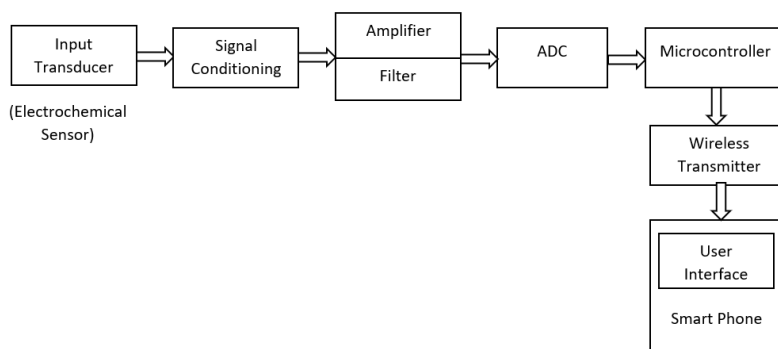 Input
Transducer
(Electrochemical
Sensor)
Signal
Conditioning
Amplifier
Filter
ADC
Microcontroller
Wireless
Transmitter
User
Interface
Smart Phone